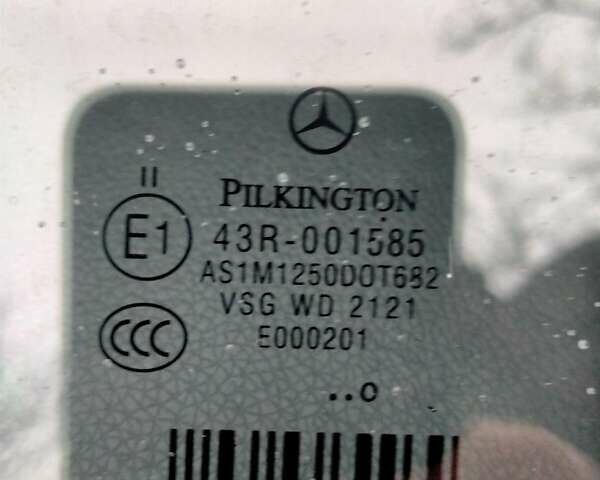 II
PILKINGTON
E1
43R-001585
AS1M1250DOT682
VSG WD 2121
CCC
E000201
..o